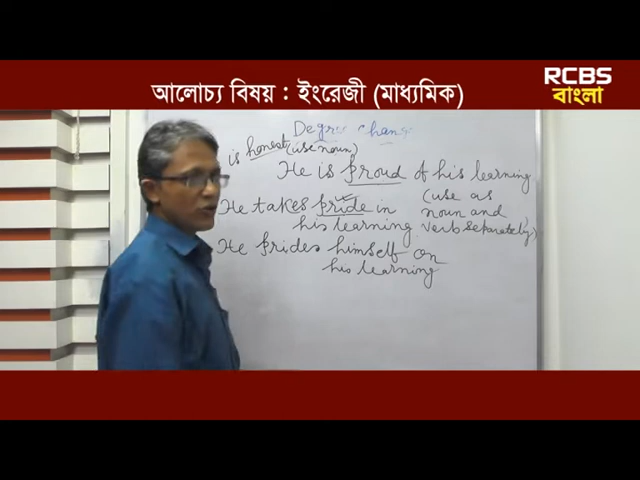 RCBS
বাংলা
আলোচ্য বিষয় : ইংরেজী (মাধ্যমিক)
Degree Change
is honest (use noun)
He is proud of his learning
(use as
noun and
verb separately)
He takes pride in
his learning
He prides himself on
his learning